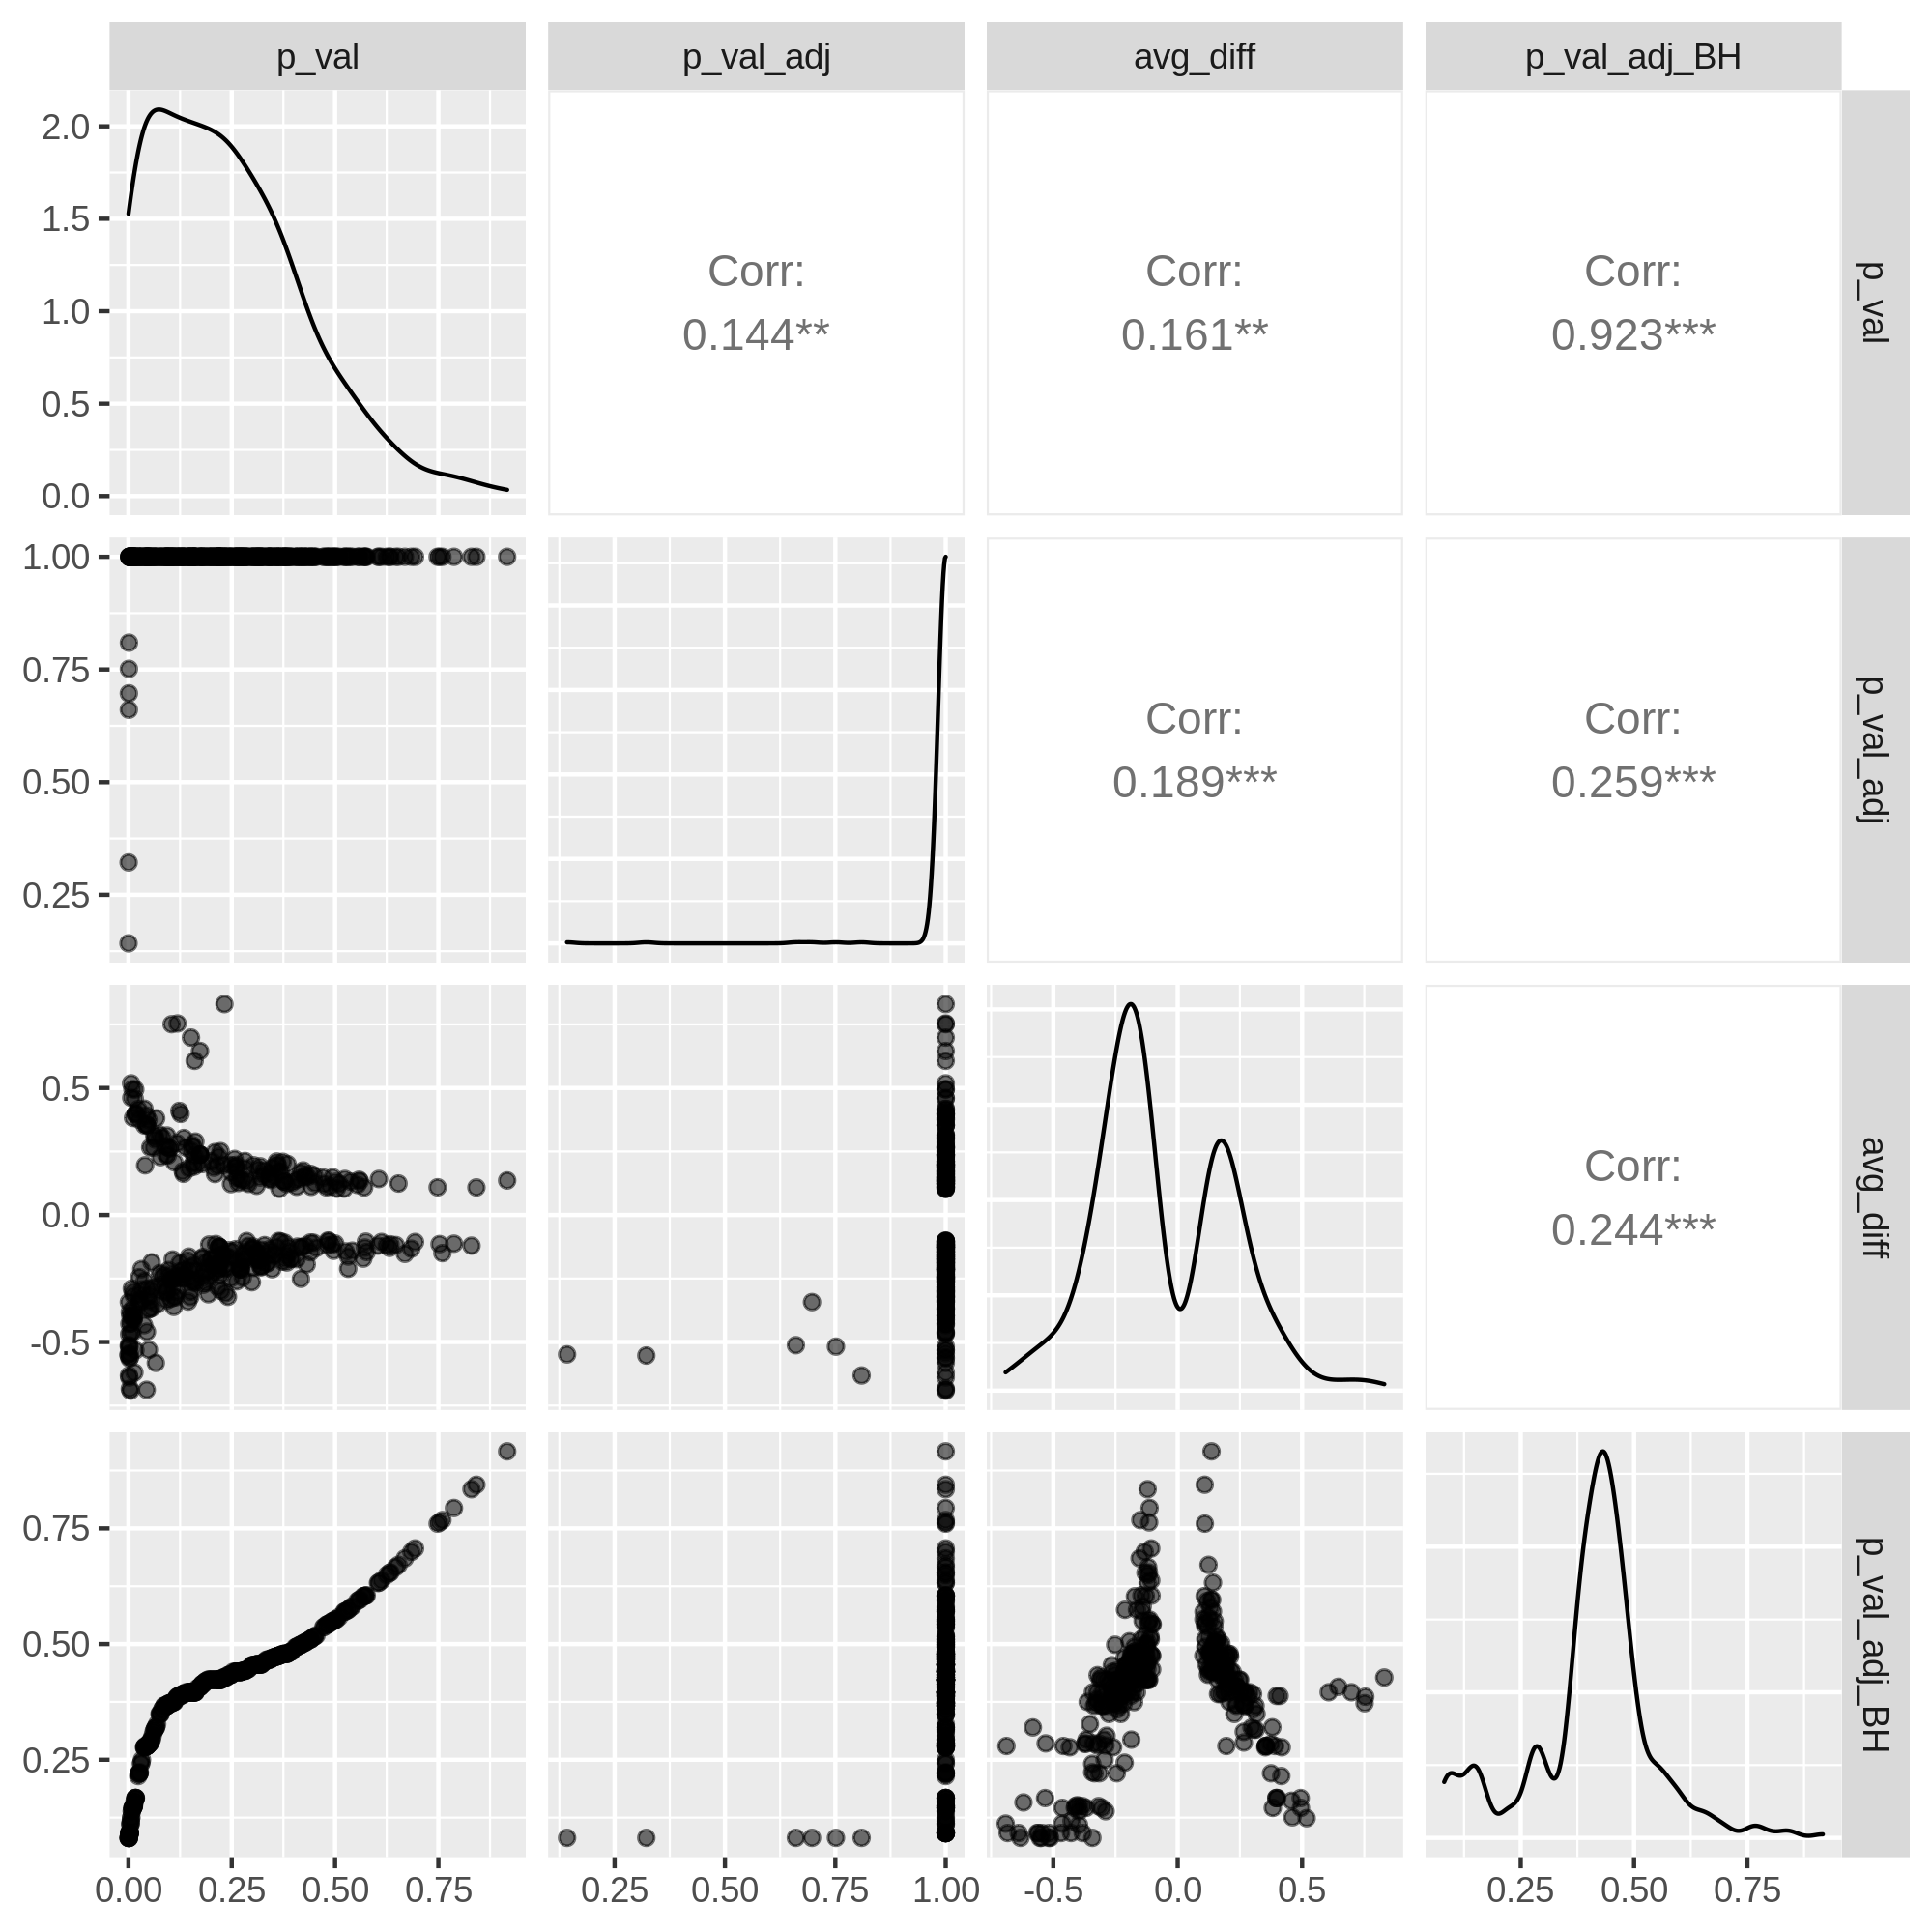 p_val p_val_adj avg_diff p_val_adj_BH
2.0
1.5
1.0
0.5
0.0
Corr:
0.144**
Corr:
0.161**
Corr:
0.923***
p_val
1.00
0.75
0.50
0.25
Corr:
0.189***
Corr:
0.259***
p_val_adj
0.5
0.0
-0.5
Corr:
0.244***
avg_diff
0.75
0.50
0.25
p_val_adj_BH
0.00 0.25 0.50 0.75
0.25 0.50 0.75 1.00
-0.5 0.0 0.5
0.25 0.50 0.75